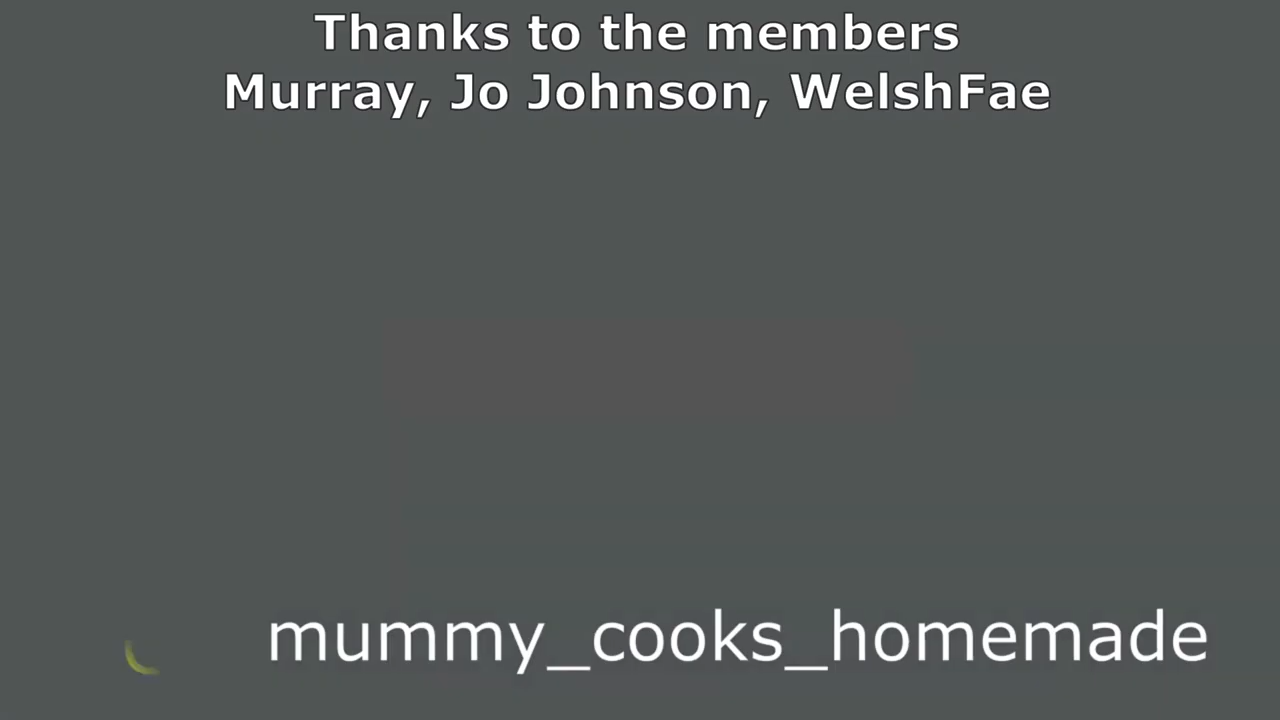 Thanks to the members
Murray, Jo Johnson, WelshFae
mummy_cooks_homemade